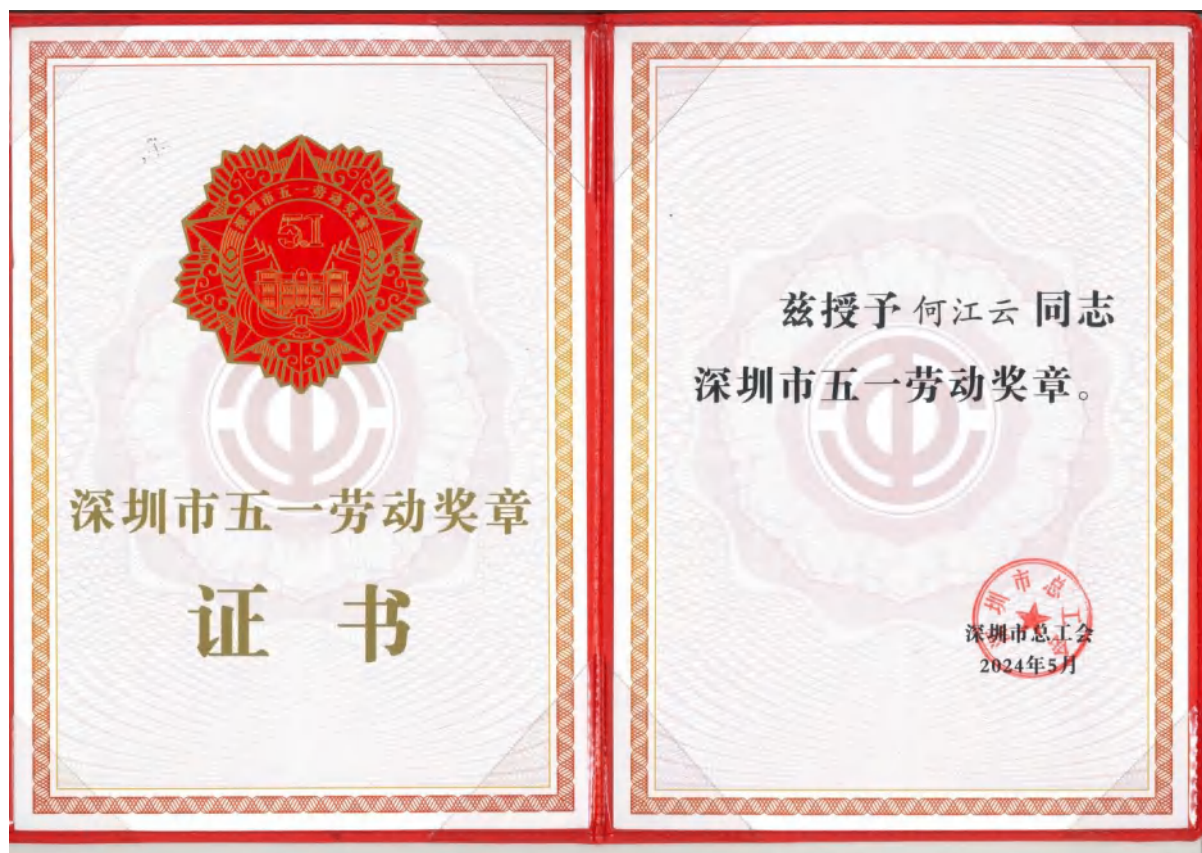 深圳市五一劳动奖章
5.1
深圳市五一劳动奖章
证书
兹授予 何江云 同志
深圳市五一劳动奖章。
深圳市总工会
深圳市总工会
2024年5月